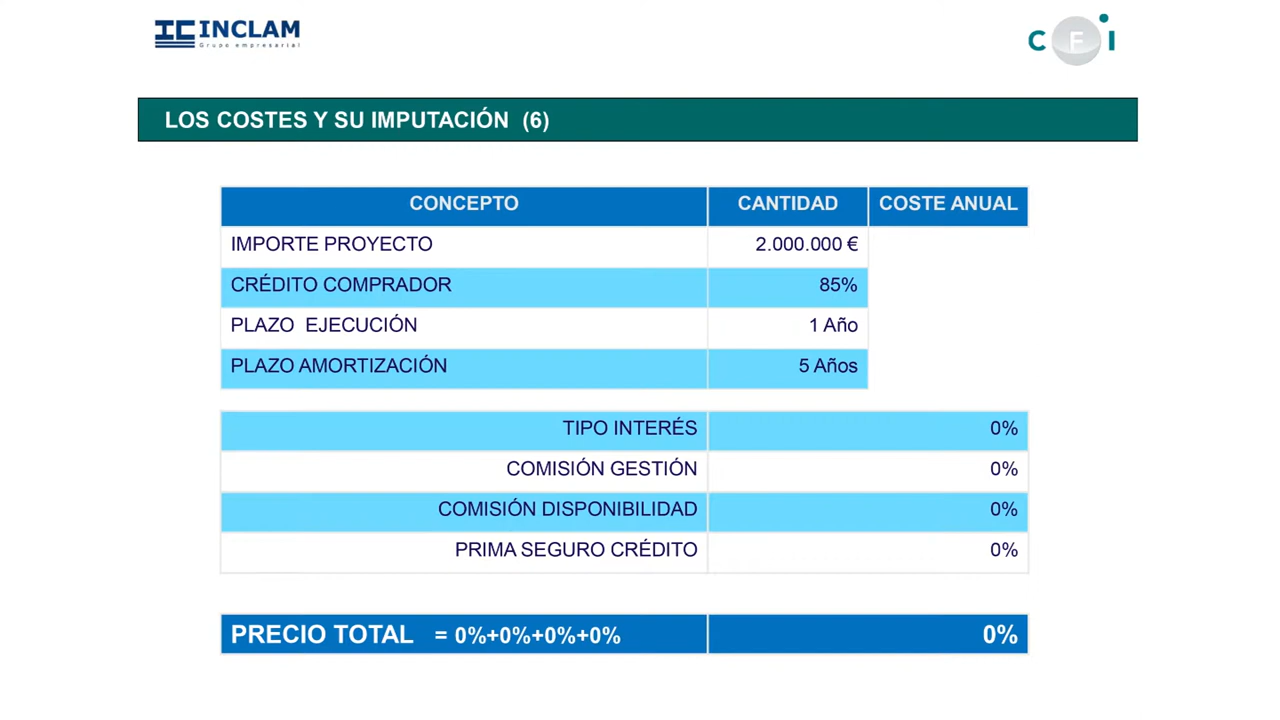 INCLAM
Grupo empresarial
CFI
LOS COSTES Y SU IMPUTACIÓN (6)
CONCEPTO CANTIDAD COSTE ANUAL
IMPORTE PROYECTO 2.000.000 €
CRÉDITO COMPRADOR 85%
PLAZO EJECUCIÓN 1 Año
PLAZO AMORTIZACIÓN 5 Años
TIPO INTERÉS 0%
COMISIÓN GESTIÓN 0%
COMISIÓN DISPONIBILIDAD 0%
PRIMA SEGURO CRÉDITO 0%
PRECIO TOTAL = 0%+0%+0%+0% 0%